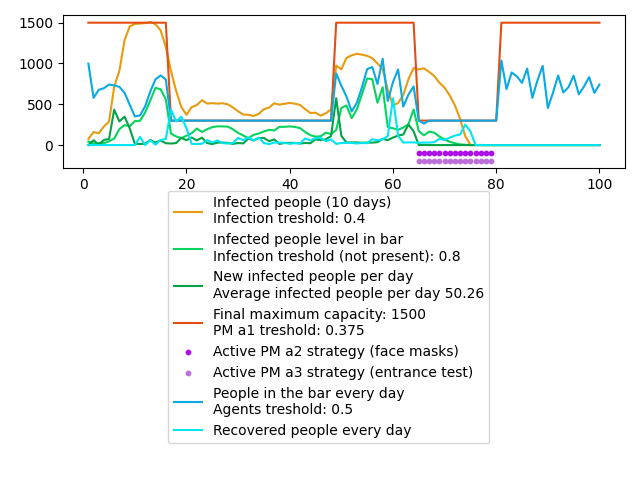 1500
1000
500
0
0 20 40 60 80 100
Infected people (10 days)
Infection treshold: 0.4
Infected people level in bar
Infection treshold (not present): 0.8
New infected people per day
Average infected people per day 50.26
Final maximum capacity: 1500
PM a1 treshold: 0.375
Active PM a2 strategy (face masks)
Active PM a3 strategy (entrance test)
People in the bar every day
Agents treshold: 0.5
Recovered people every day